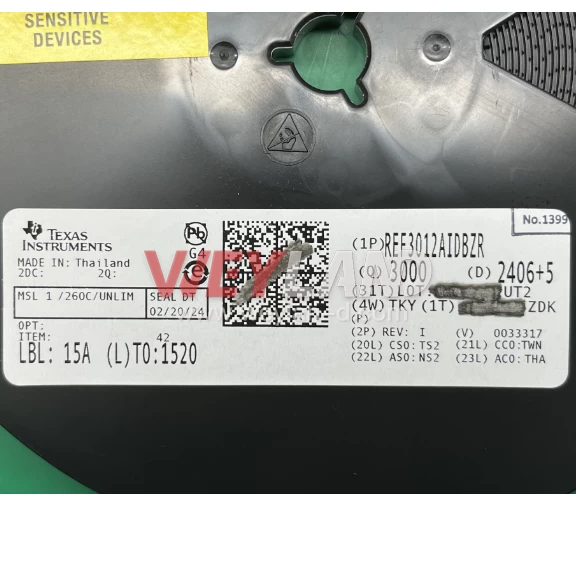 SENSITIVE
DEVICES
No.1399
TEXAS
INSTRUMENTS
MADE IN: Thailand
2DC: 2Q:
MSL 1 /260C/UNLIM
SEAL DT
02/20/24
OPT:
ITEM: 42
LBL: 15A (L)TO:1520
Pb
G4
e
(1P)REF3012AIDBZR
(Q) 3000 (D) 2406+5
(31T) LOT: UT2
(4W) TKY (1T) ZDK
(P)
(2P) REV: I (V) 0033317
(20L) CSO:TS2 (21L) CCO:TWN
(22L) ASO:NS2 (23L) ACO:THA